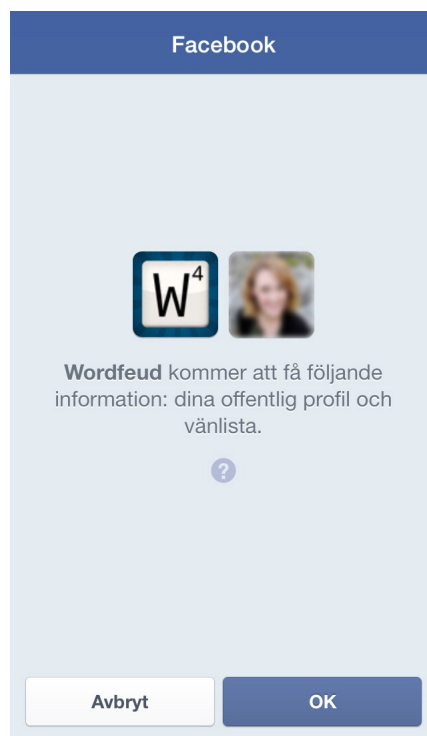 Facebook
W4
Wordfeud kommer att få följande
information: dina offentlig profil och
vänlista.
?
Avbryt
OK